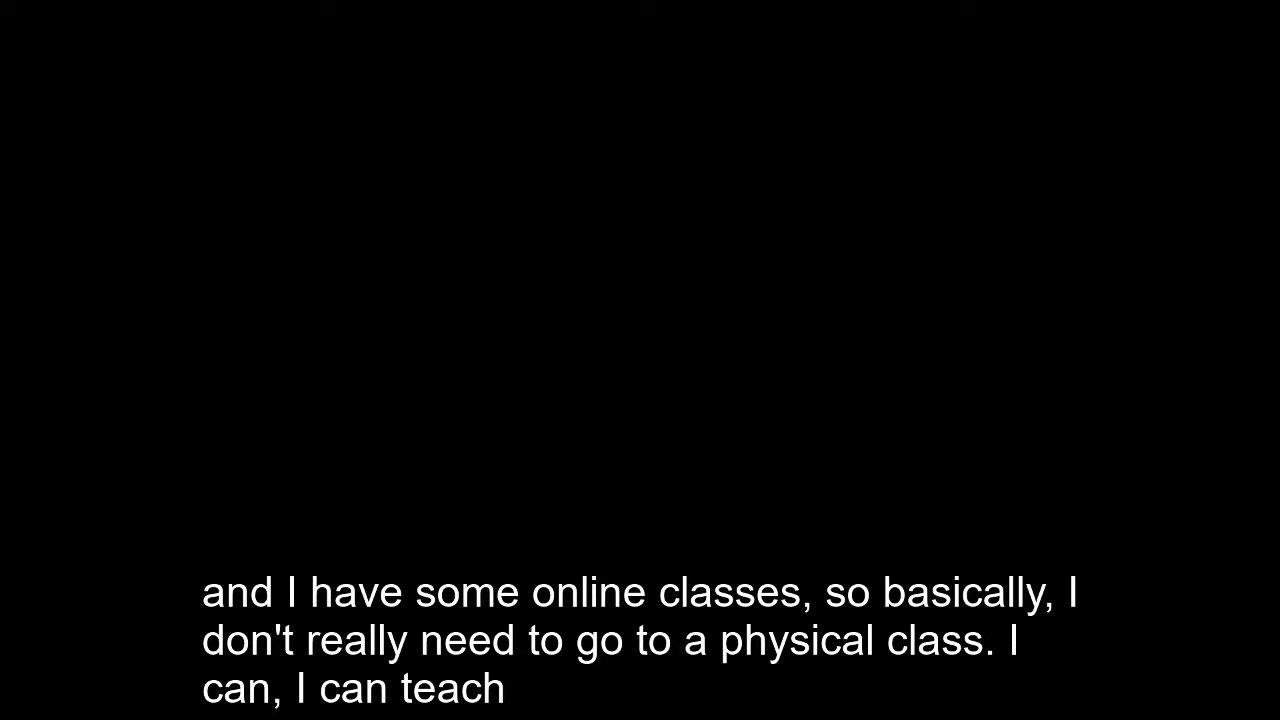 and I have some online classes, so basically, I
don't really need to go to a physical class. I
can, I can teach